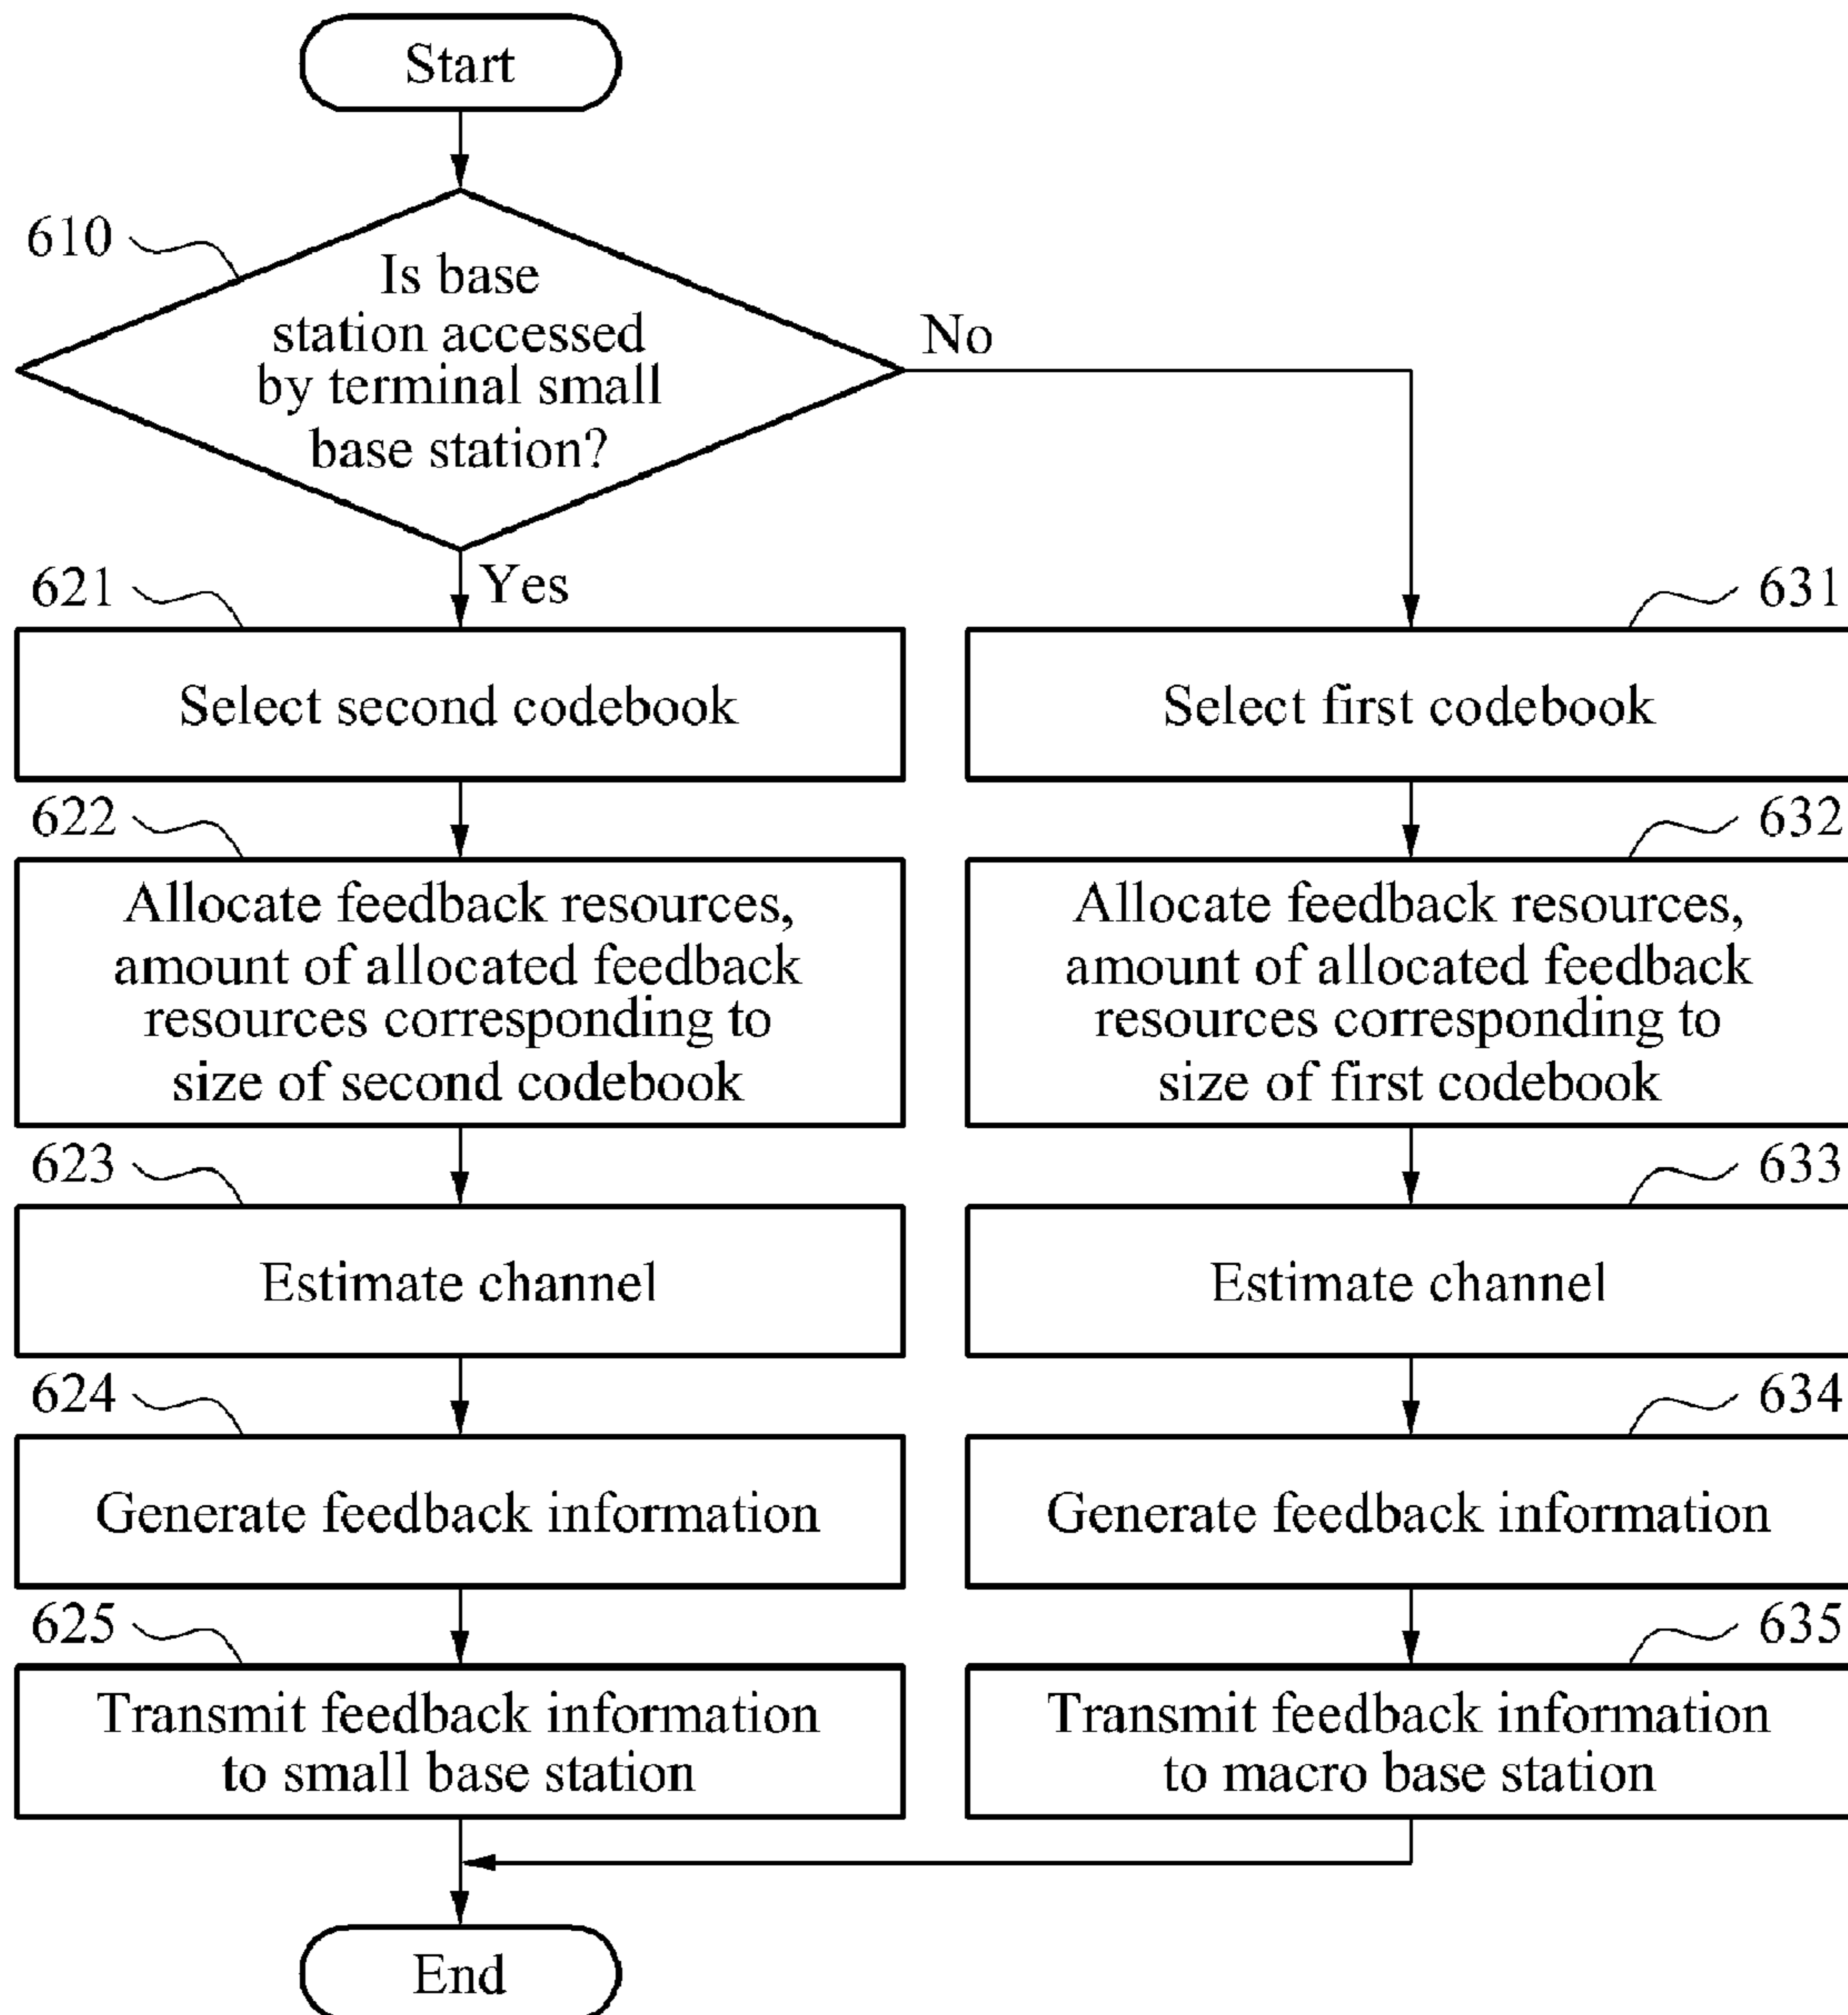 Start
610
Is base
station accessed
by terminal small
base station?
No
Yes
621
Select second codebook
631
Select first codebook
622
Allocate feedback resources,
amount of allocated feedback
resources corresponding to
size of second codebook
632
Allocate feedback resources,
amount of allocated feedback
resources corresponding to
size of first codebook
623
Estimate channel
633
Estimate channel
624
Generate feedback information
634
Generate feedback information
625
Transmit feedback information
to small base station
635
Transmit feedback information
to macro base station
End